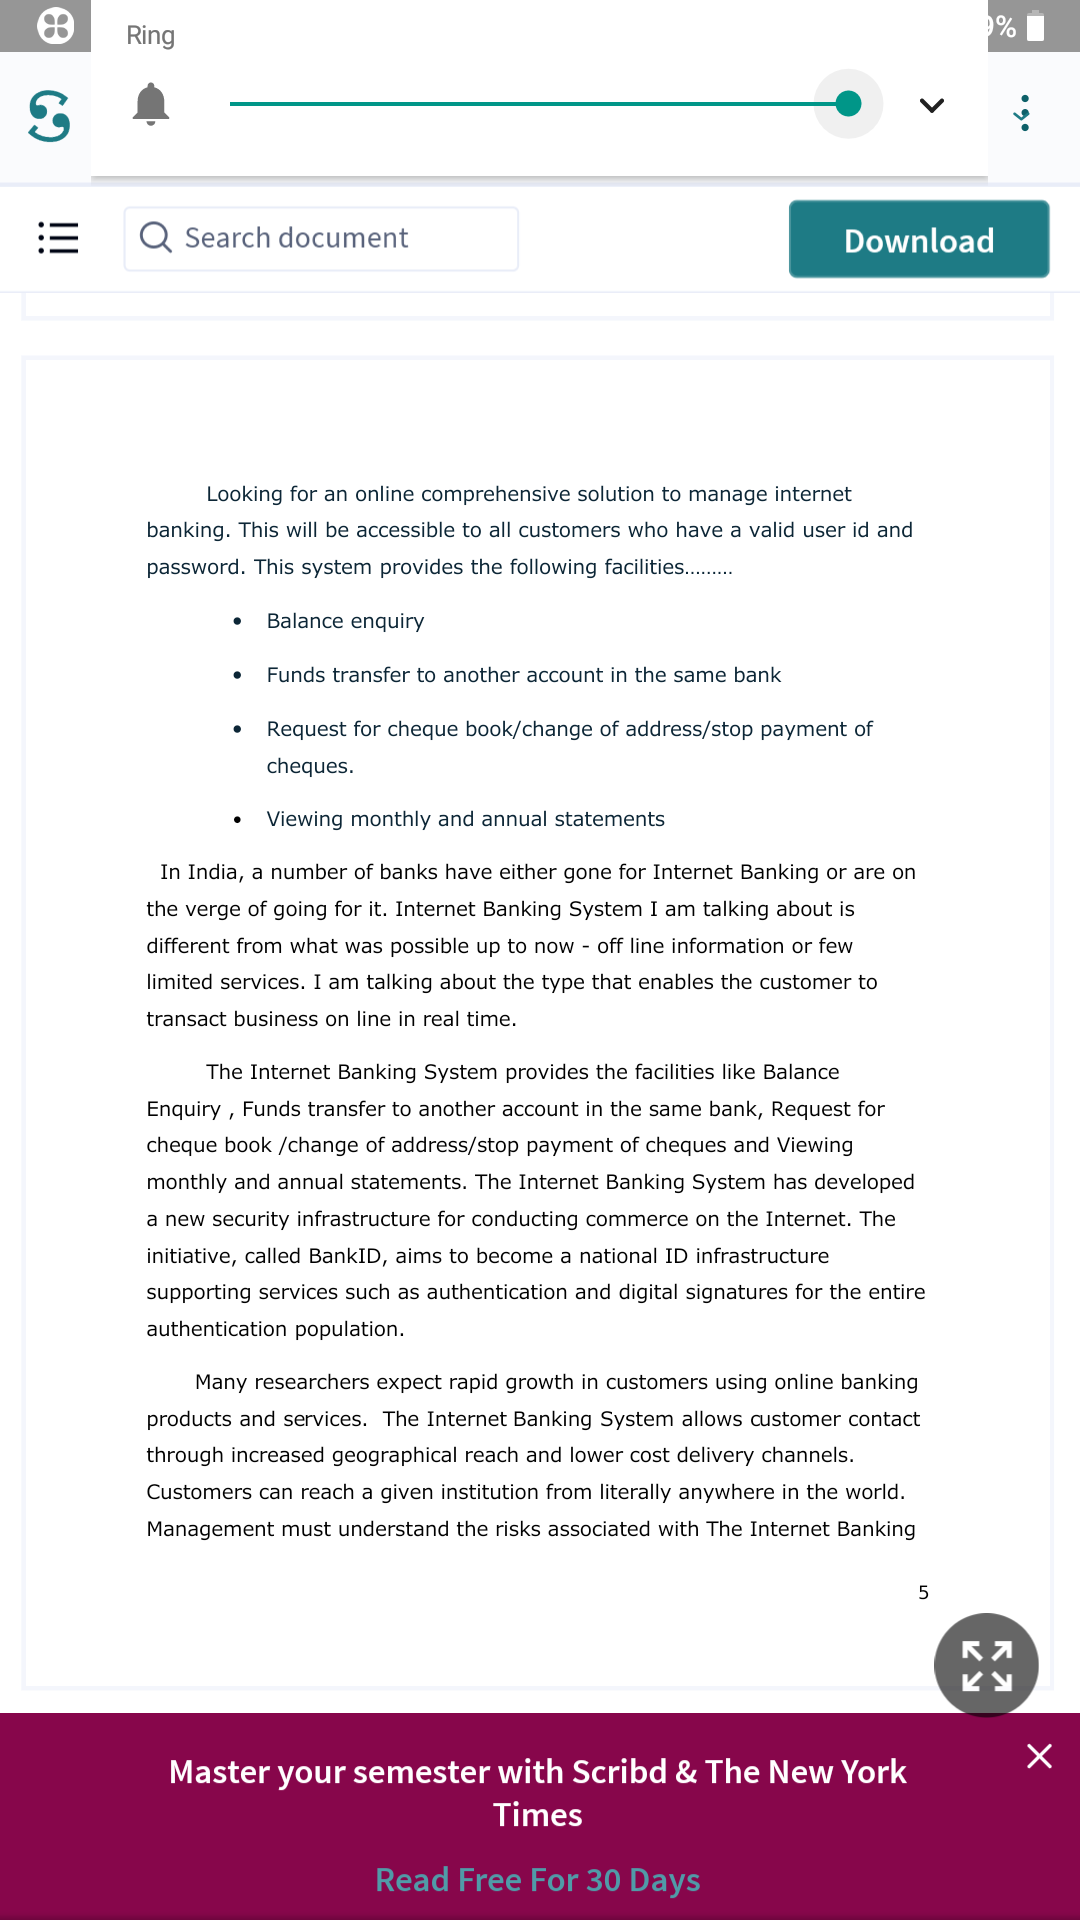 Ring
9%
Search document
Download
Looking for an online comprehensive solution to manage internet
banking. This will be accessible to all customers who have a valid user id and
password. This system provides the following facilities.........
• Balance enquiry
• Funds transfer to another account in the same bank
• Request for cheque book/change of address/stop payment of
cheques.
• Viewing monthly and annual statements
In India, a number of banks have either gone for Internet Banking or are on
the verge of going for it. Internet Banking System I am talking about is
different from what was possible up to now - off line information or few
limited services. I am talking about the type that enables the customer to
transact business on line in real time.
The Internet Banking System provides the facilities like Balance
Enquiry , Funds transfer to another account in the same bank, Request for
cheque book /change of address/stop payment of cheques and Viewing
monthly and annual statements. The Internet Banking System has developed
a new security infrastructure for conducting commerce on the Internet. The
initiative, called BankID, aims to become a national ID infrastructure
supporting services such as authentication and digital signatures for the entire
authentication population.
Many researchers expect rapid growth in customers using online banking
products and services. The Internet Banking System allows customer contact
through increased geographical reach and lower cost delivery channels.
Customers can reach a given institution from literally anywhere in the world.
Management must understand the risks associated with The Internet Banking
5
Master your semester with Scribd & The New York
Times
Read Free For 30 Days